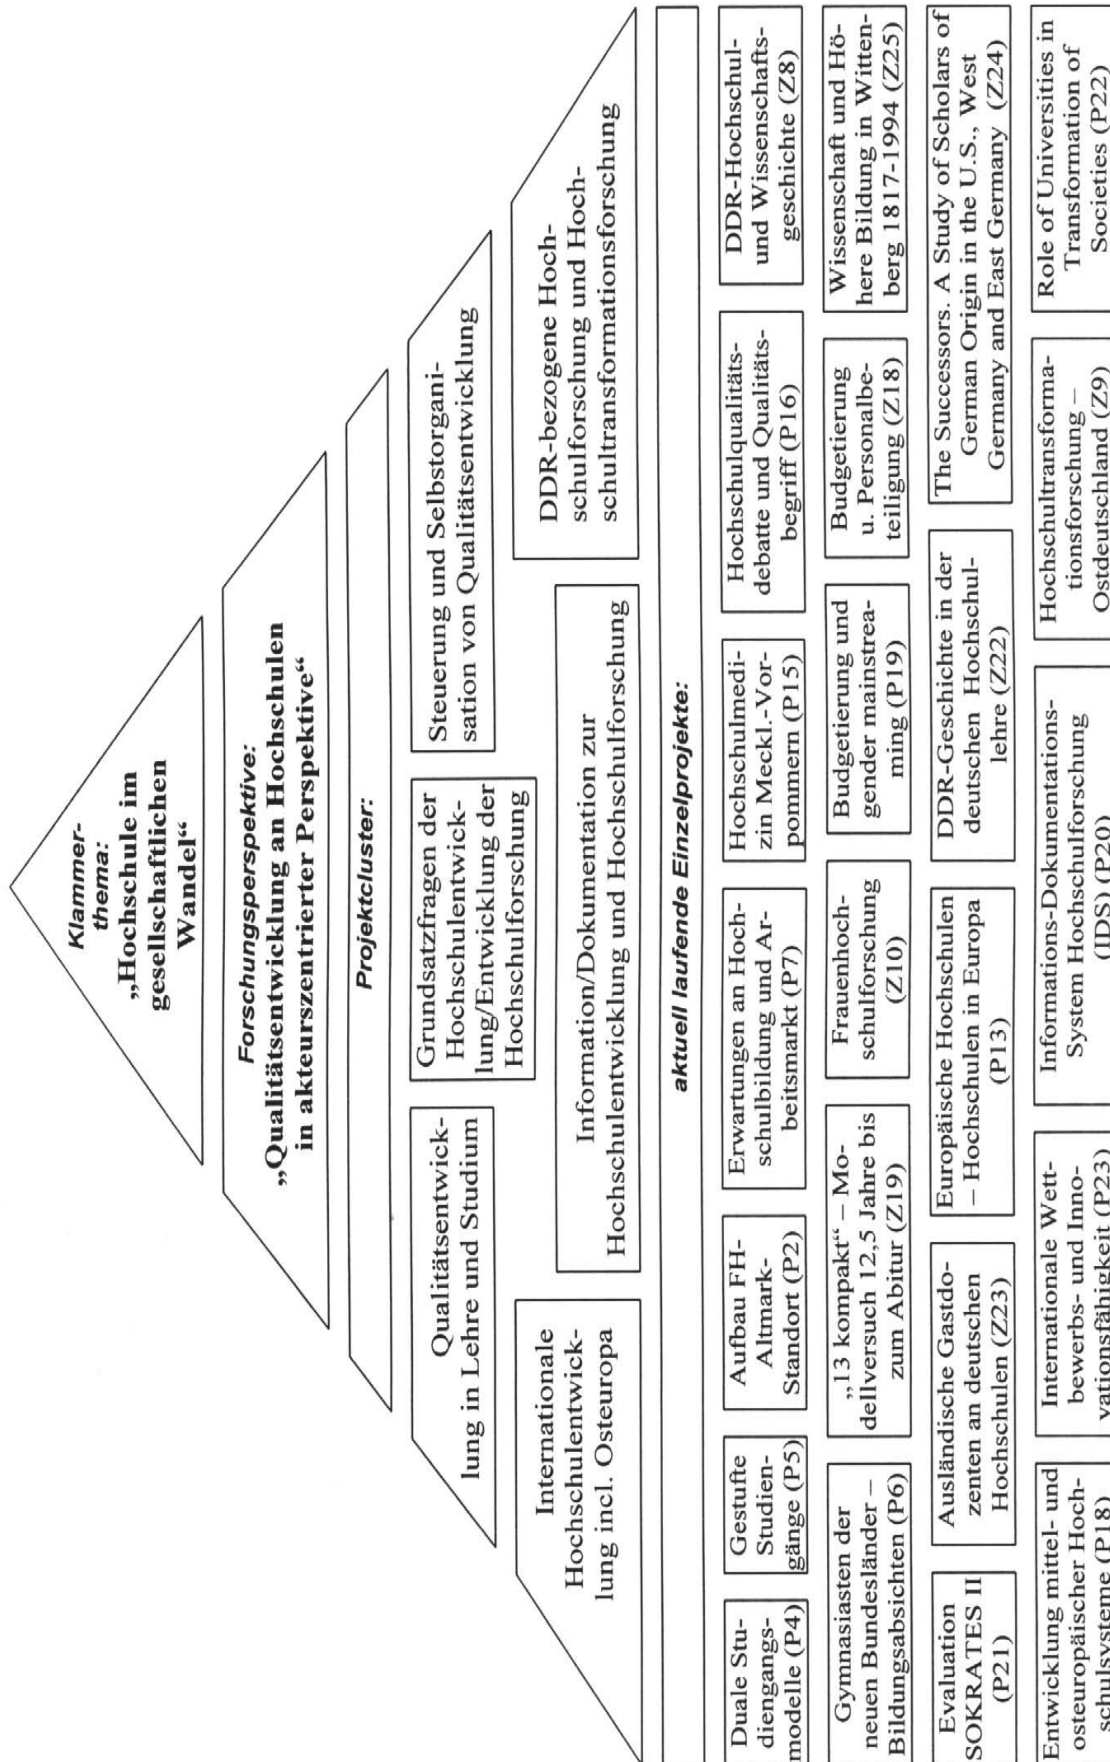 Klammer-
thema:
„Hochschule im
gesellschaftlichen
Wandel“
Forschungsperspektive:
„Qualitätsentwicklung an Hochschulen
in akteurszentrierter Perspektive“
Projektcluster:
Qualitätsentwick-
lung in Lehre und Studium
Grundsatzfragen der
Hochschulentwick-
lung/Entwicklung der
Hochschulforschung
Steuerung und Selbstorgani-
sation von Qualitätsentwicklung
Internationale
Hochschulentwick-
lung incl. Osteuropa
Information/Dokumentation zur
Hochschulentwicklung und Hochschulforschung
DDR-bezogene Hoch-
schulforschung und Hoch-
schultransformationsforschung
aktuell laufende Einzelprojekte:
Duale Stu-
diengangs-
modelle (P4)
Gestufte
Studien-
gänge (P5)
Aufbau FH-
Altmark-
Standort (P2)
Erwartungen an Hoch-
schulbildung und Ar-
beitsmarkt (P7)
Hochschulmedi-
zin Meckl.-Vor-
pommern (P15)
Hochschulqualitäts-
debatte und Qualitäts-
begriff (P16)
DDR-Hochschul-
und Wissenschafts-
geschichte (Z8)
Gymnasiasten der
neuen Bundesländer –
Bildungsabsichten (P6)
„13 kompakt“ – Mo-
dellversuch 12,5 Jahre bis
zum Abitur (Z19)
Frauenhoch-
schulforschung
(Z10)
Budgetierung und
gender mainstrea-
ming (P19)
Budgetierung
u. Personalbe-
teiligung (Z18)
Wissenschaft und Hö-
here Bildung in Witten-
berg 1817-1994 (Z25)
Evaluation
SOKRATES II
(P21)
Ausländische Gastdo-
zenten an deutschen
Hochschulen (Z23)
Europäische Hochschulen
– Hochschulen in Europa
(P13)
DDR-Geschichte in der
deutschen Hochschul-
lehre (Z22)
The Successors. A Study of Scholars of
German Origin in the U.S., West
Germany and East Germany (Z24)
Entwicklung mittel- und
osteuropäischer Hoch-
schulsysteme (P18)
Internationale Wett-
bewerbs- und Inno-
vationsfähigkeit (P23)
Informations-Dokumentations-
System Hochschulforschung
(IDS) (P20)
Hochschultransforma-
tionsforschung –
Ostdeutschland (Z9)
Role of Universities in
Transformation of
Societies (P22)